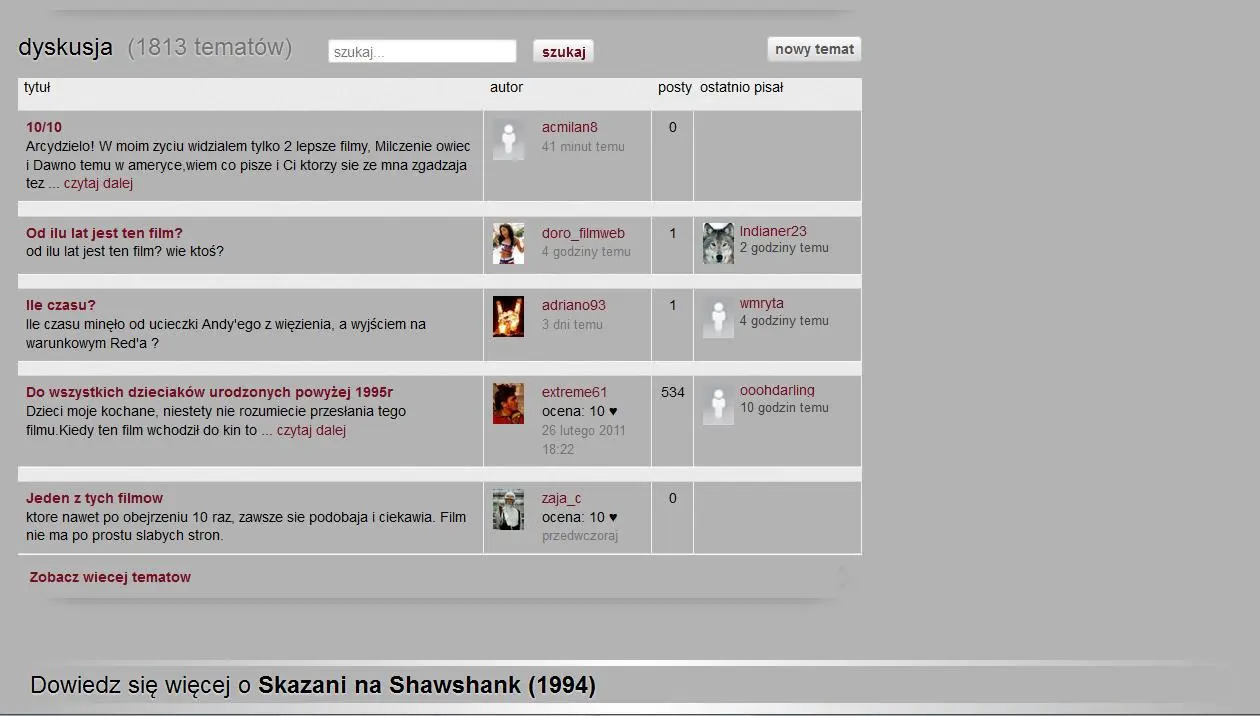 dyskusja (1813 tematów) szukaj... szukaj nowy temat
tytuł autor posty ostatnio pisał
10/10 acmilan8 0
Arcydzielo! W moim zyciu widzialem tylko 2 lepsze filmy, Milczenie owiec 41 minut temu
i Dawno temu w ameryce,wiem co pisze i Ci ktorzy sie ze mna zgadzaja
tez ... czytaj dalej
Od ilu lat jest ten film? doro_filmweb 1 Indianer23
od ilu lat jest ten film? wie ktoś? 4 godziny temu 2 godziny temu
Ile czasu? adriano93 1 wmryta
Ile czasu minęło od ucieczki Andy'ego z więzienia, a wyjściem na 3 dni temu 4 godziny temu
warunkowym Red'a ?
Do wszystkich dzieciaków urodzonych powyżej 1995r extreme61 534 ooohdarling
Dzieci moje kochane, niestety nie rozumiecie przesłania tego ocena: 10 ♥ 10 godzin temu
filmu.Kiedy ten film wchodził do kin to ... czytaj dalej 26 lutego 2011
18:22
Jeden z tych filmow zaja_c 0
ktore nawet po obejrzeniu 10 raz, zawsze sie podobaja i ciekawia. Film ocena: 10 ♥
nie ma po prostu slabych stron. przedwczoraj
Zobacz wiecej tematow
Dowiedz się więcej o Skazani na Shawshank (1994)